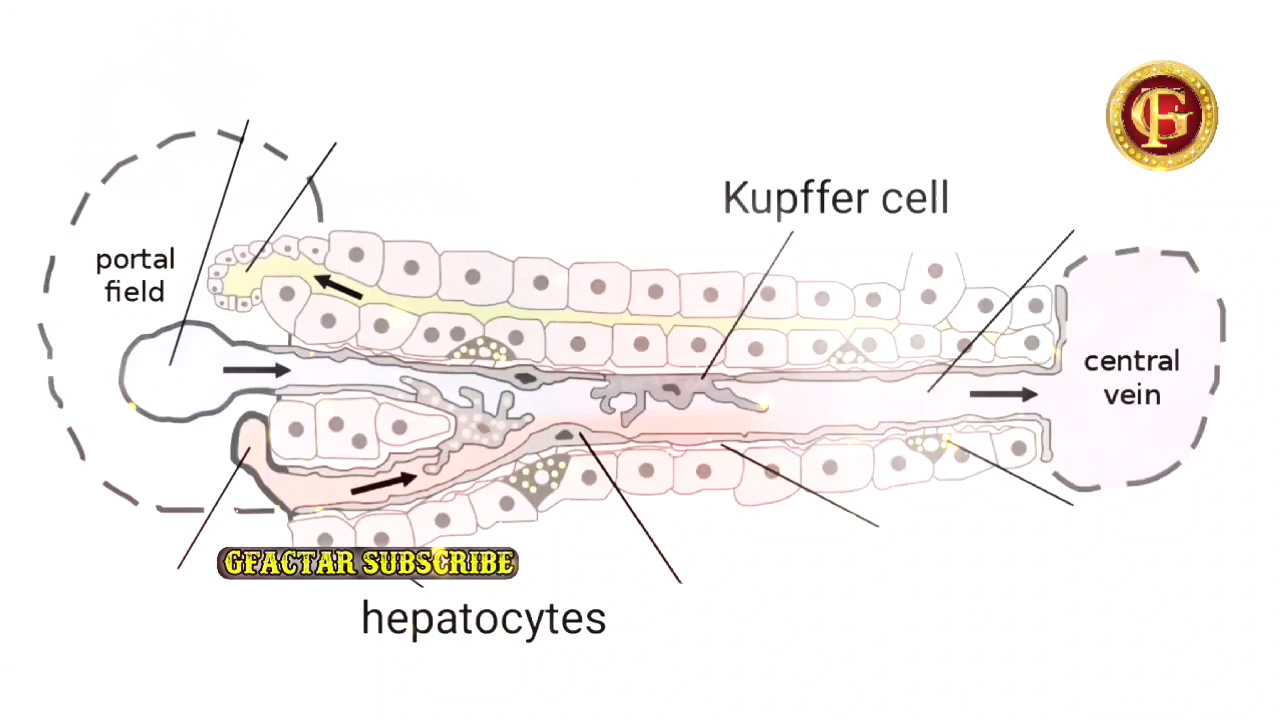 Kupffer cell
portal
field
central
vein
GFACTAR SUBSCRIBE
hepatocytes